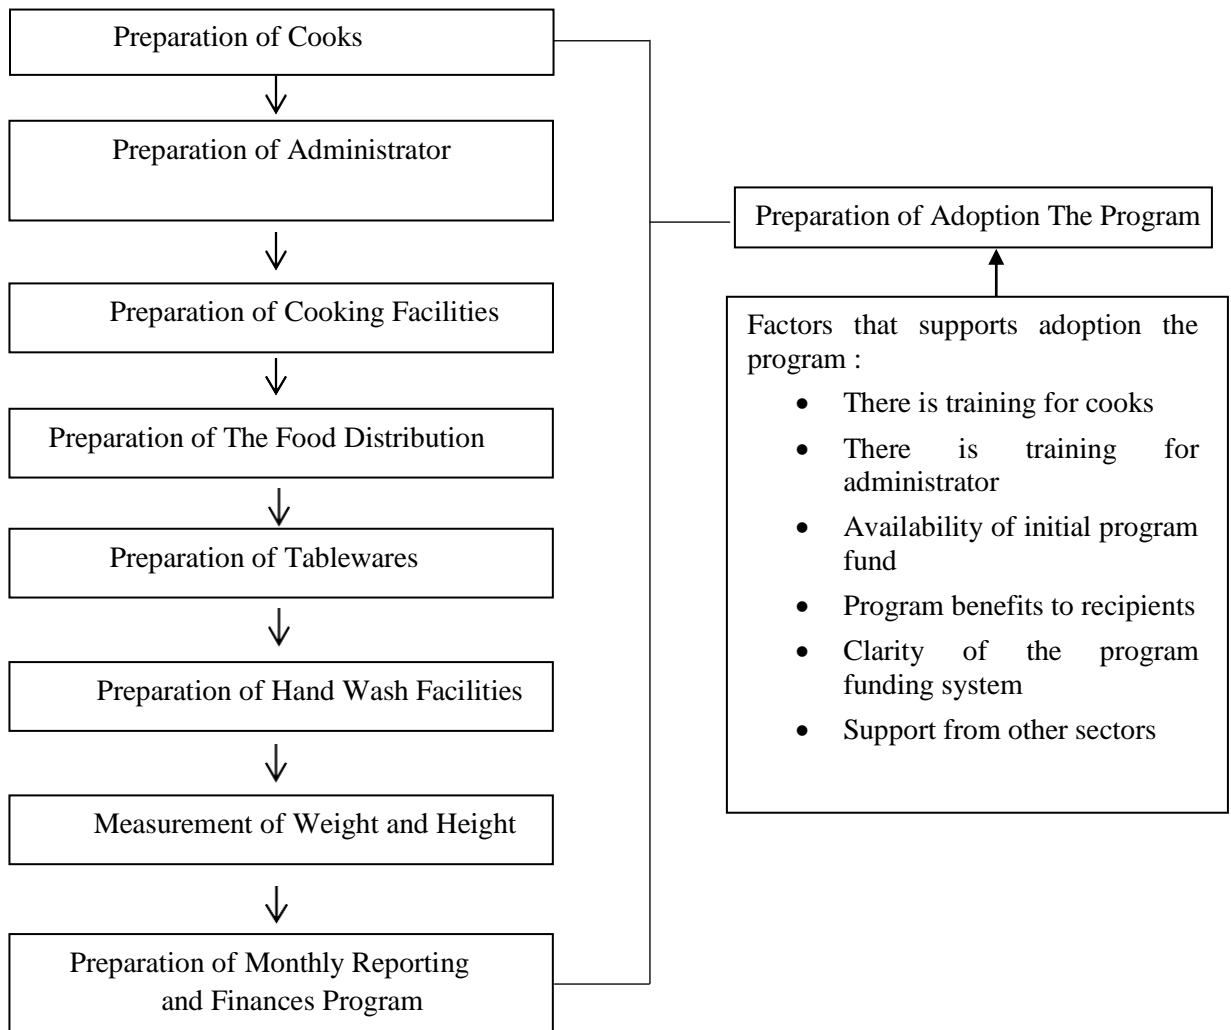 Preparation of Cooks
Preparation of Administrator
Preparation of Cooking Facilities
Preparation of The Food Distribution
Preparation of Tablewares
Preparation of Hand Wash Facilities
Measurement of Weight and Height
Preparation of Monthly Reporting
and Finances Program
Preparation of Adoption The Program
Factors that supports adoption the
program :
• There is training for cooks
• There is training for
administrator
• Availability of initial program
fund
• Program benefits to recipients
• Clarity of the program
funding system
• Support from other sectors